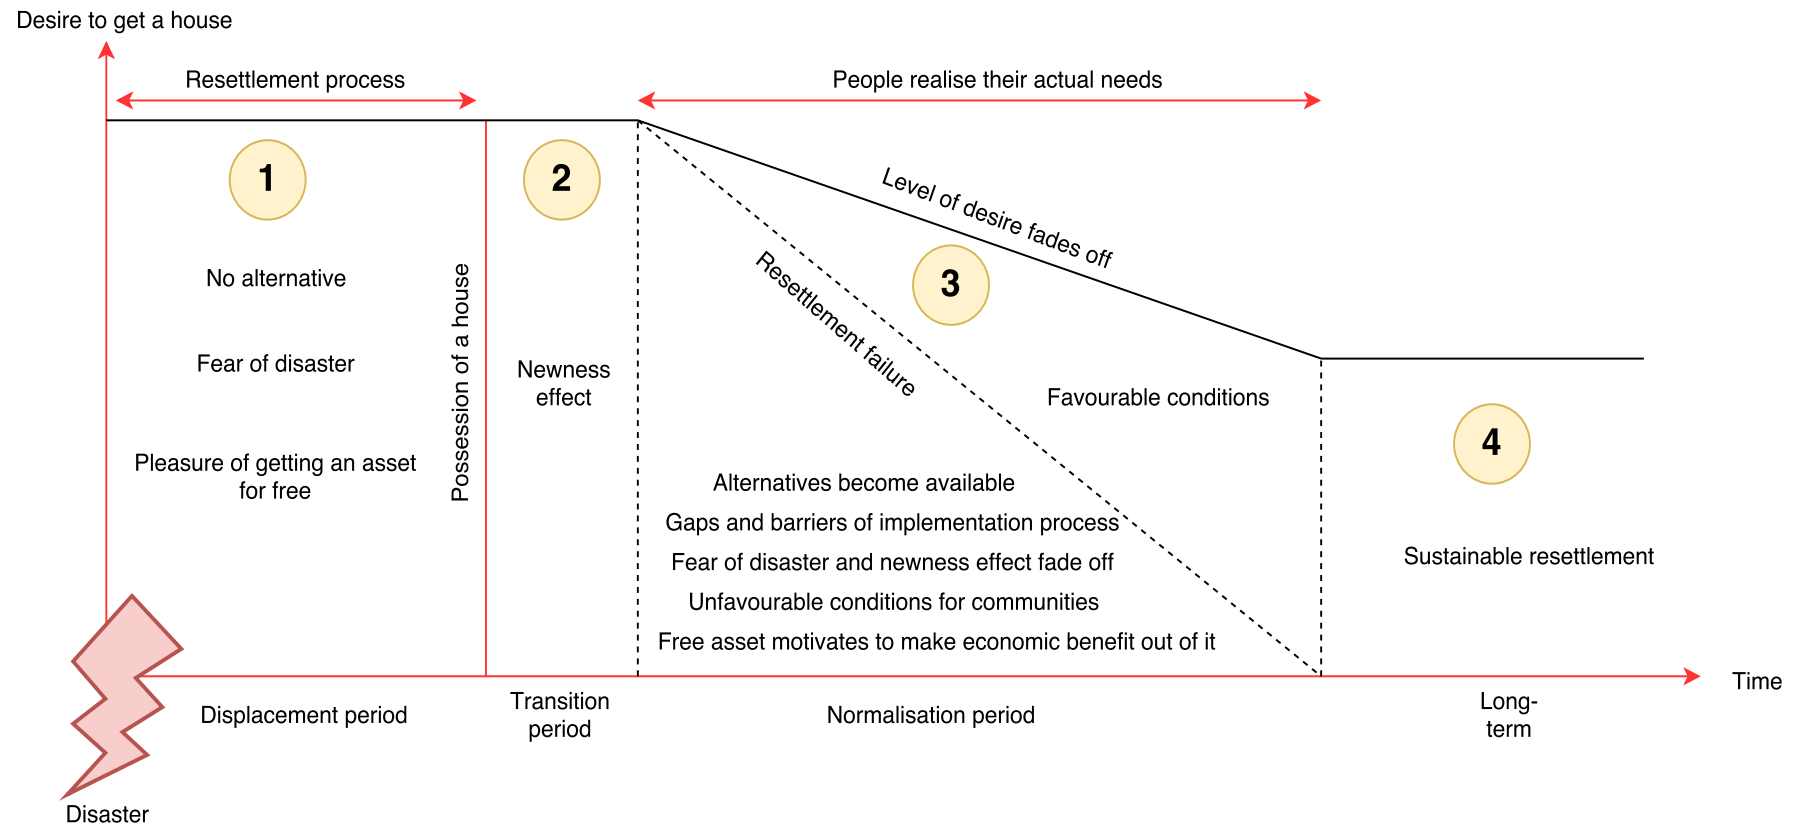 Desire to get a house
Resettlement process
People realise their actual needs
1
2
3
4
No alternative
Fear of disaster
Pleasure of getting an asset
for free
Possession of a house
Newness
effect
Level of desire fades off
Resettlement failure
Favourable conditions
Alternatives become available
Gaps and barriers of implementation process
Fear of disaster and newness effect fade off
Unfavourable conditions for communities
Free asset motivates to make economic benefit out of it
Sustainable resettlement
Time
Displacement period
Transition
period
Normalisation period
Long-
term
Disaster